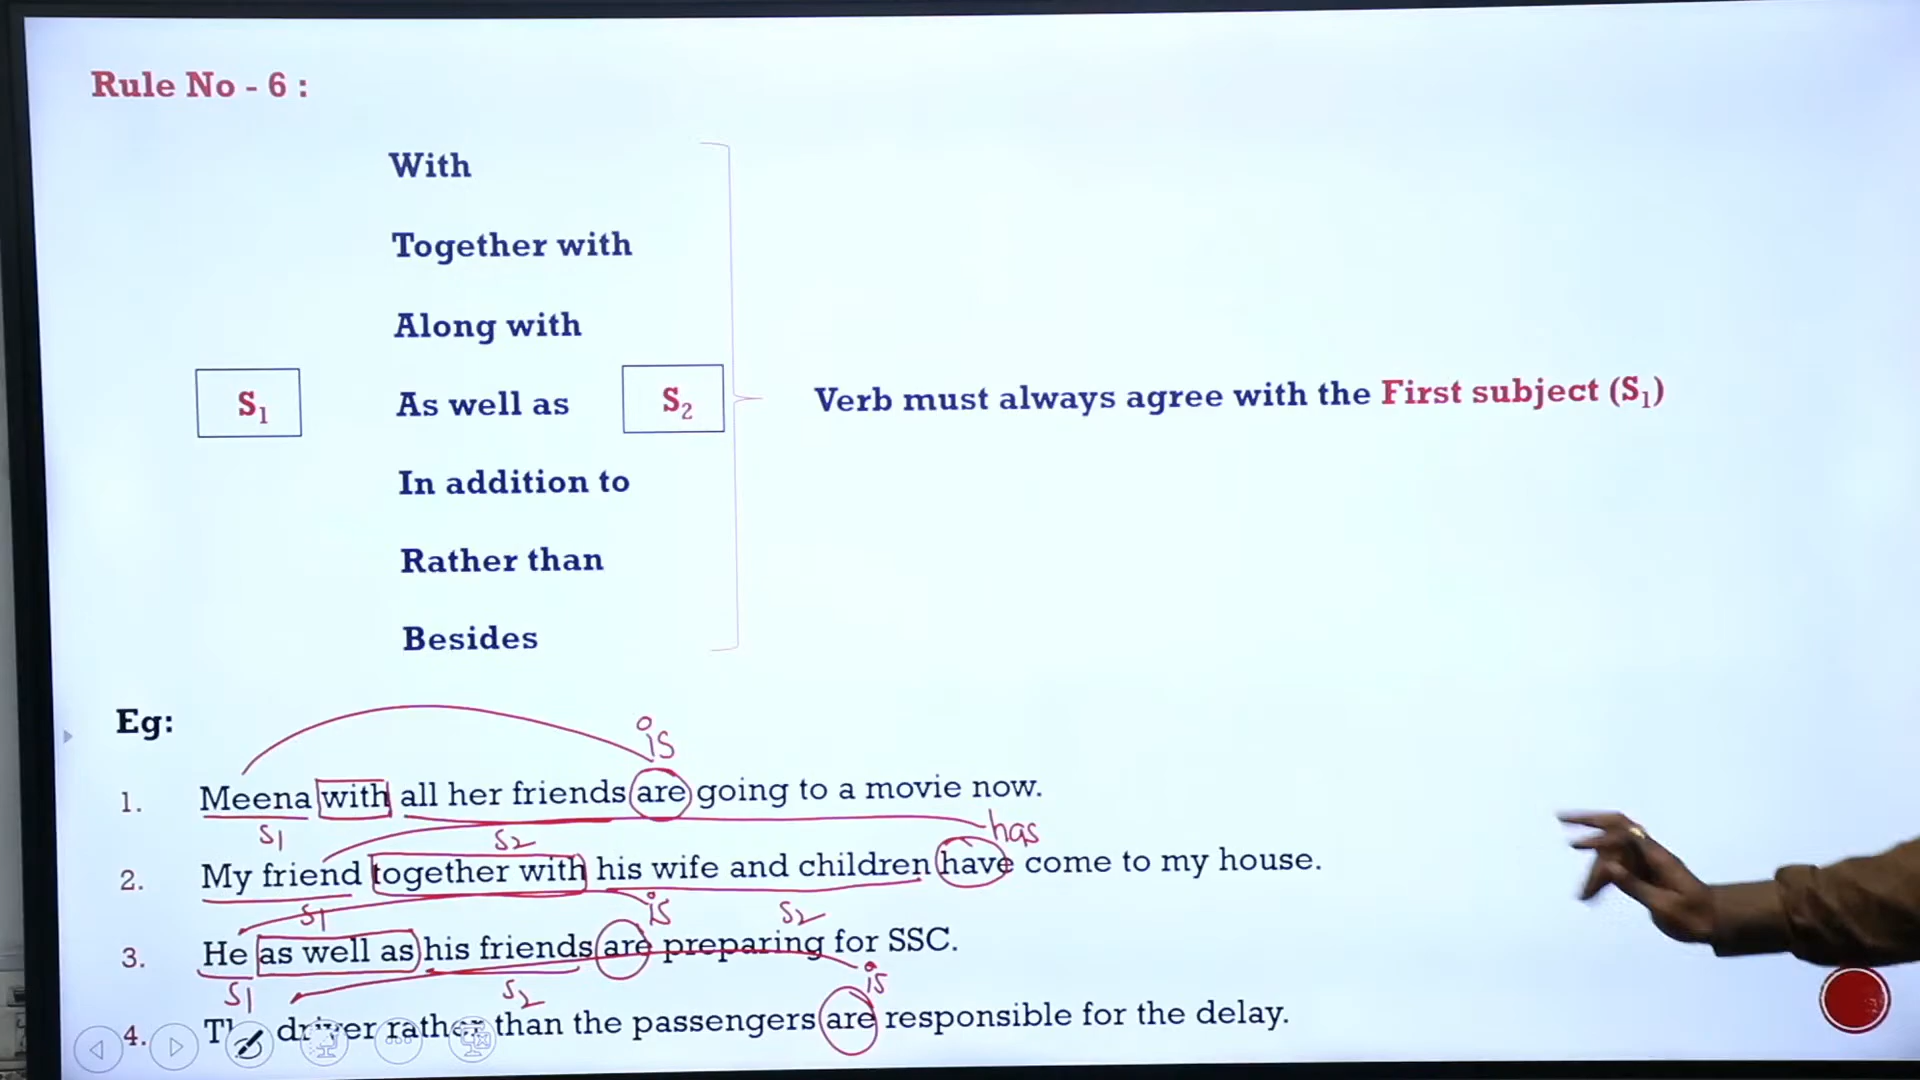 Rule No - 6 :
With
Together with
Along with
S₁ As well as S₂ Verb must always agree with the First subject (S₁)
In addition to
Rather than
Besides
Eg:
is
1. Meena with all her friends are going to a movie now.
S1 S2 has
2. My friend together with his wife and children have come to my house.
S1 is S2
3. He as well as his friends are preparing for SSC.
S1 S2 is
4. driver rather than the passengers are responsible for the delay.